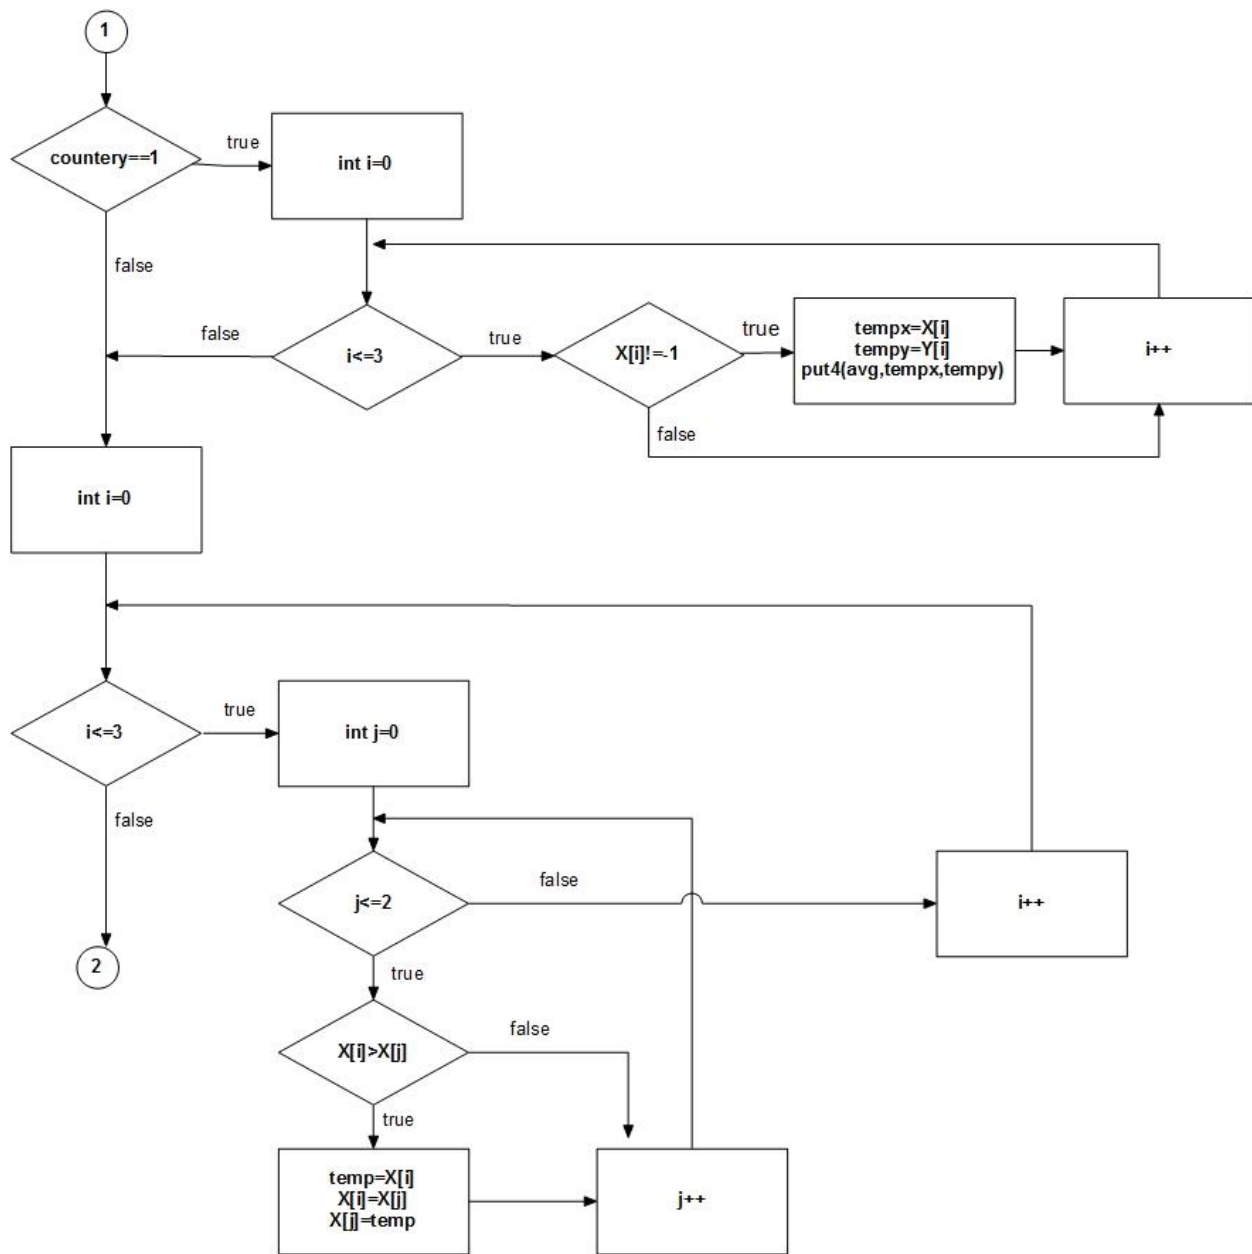 1
countery==1
true
int i=0
false
false
i<=3
true
X[i]!=-1
true
tempx=X[i]
tempy=Y[i]
put4(avg,tempx,tempy)
i++
false
int i=0
i<=3
true
int j=0
false
j<=2
false
i++
2
true
X[i]>X[j]
false
true
temp=X[i]
X[i]=X[j]
X[j]=temp
j++